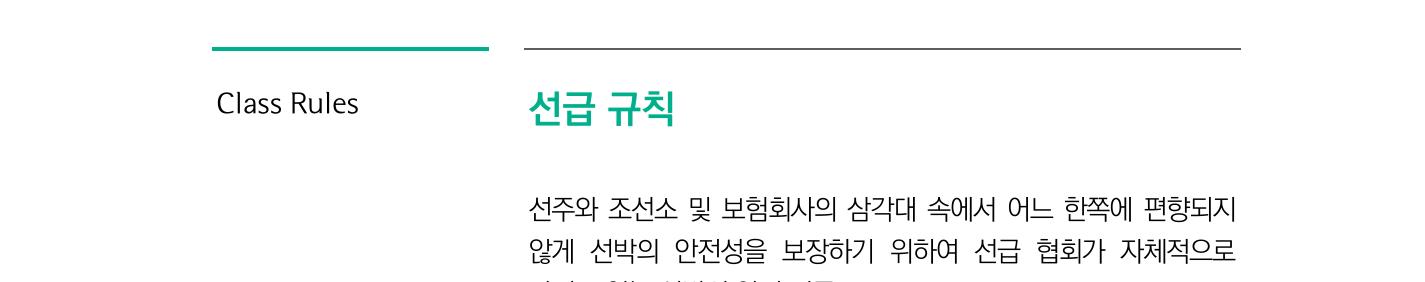 Class Rules
선급 규칙
선주와 조선소 및 보험회사의 삼각대 속에서 어느 한쪽에 편향되지
않게 선박의 안전성을 보장하기 위하여 선급 협회가 자체적으로